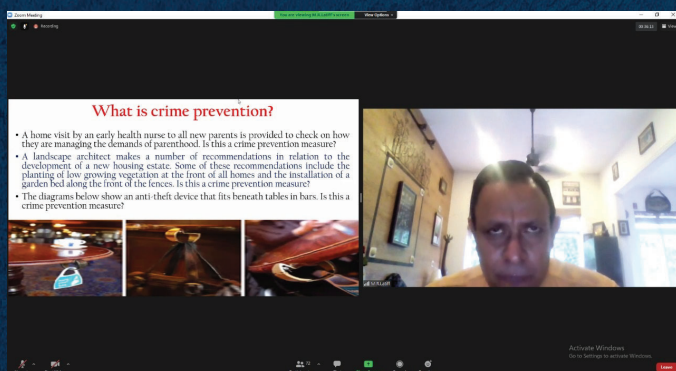 Zoom Meeting
View Options
Recording
View
What is crime prevention?
• A home visit by an early health nurse to all new parents is provided to check on how
they are managing the demands of parenthood. Is this a crime prevention measure?
• A landscape architect makes a number of recommendations in relation to the
development of a new housing estate. Some of these recommendations include the
planting of low growing vegetation at the front of all homes and the installation of a
garden bed along the front of the fences. Is this a crime prevention measure?
• The diagrams below show an anti-theft device that fits beneath tables in bars. Is this a
crime prevention measure?
Activate Windows
Go to Settings to activate Windows.
Leave